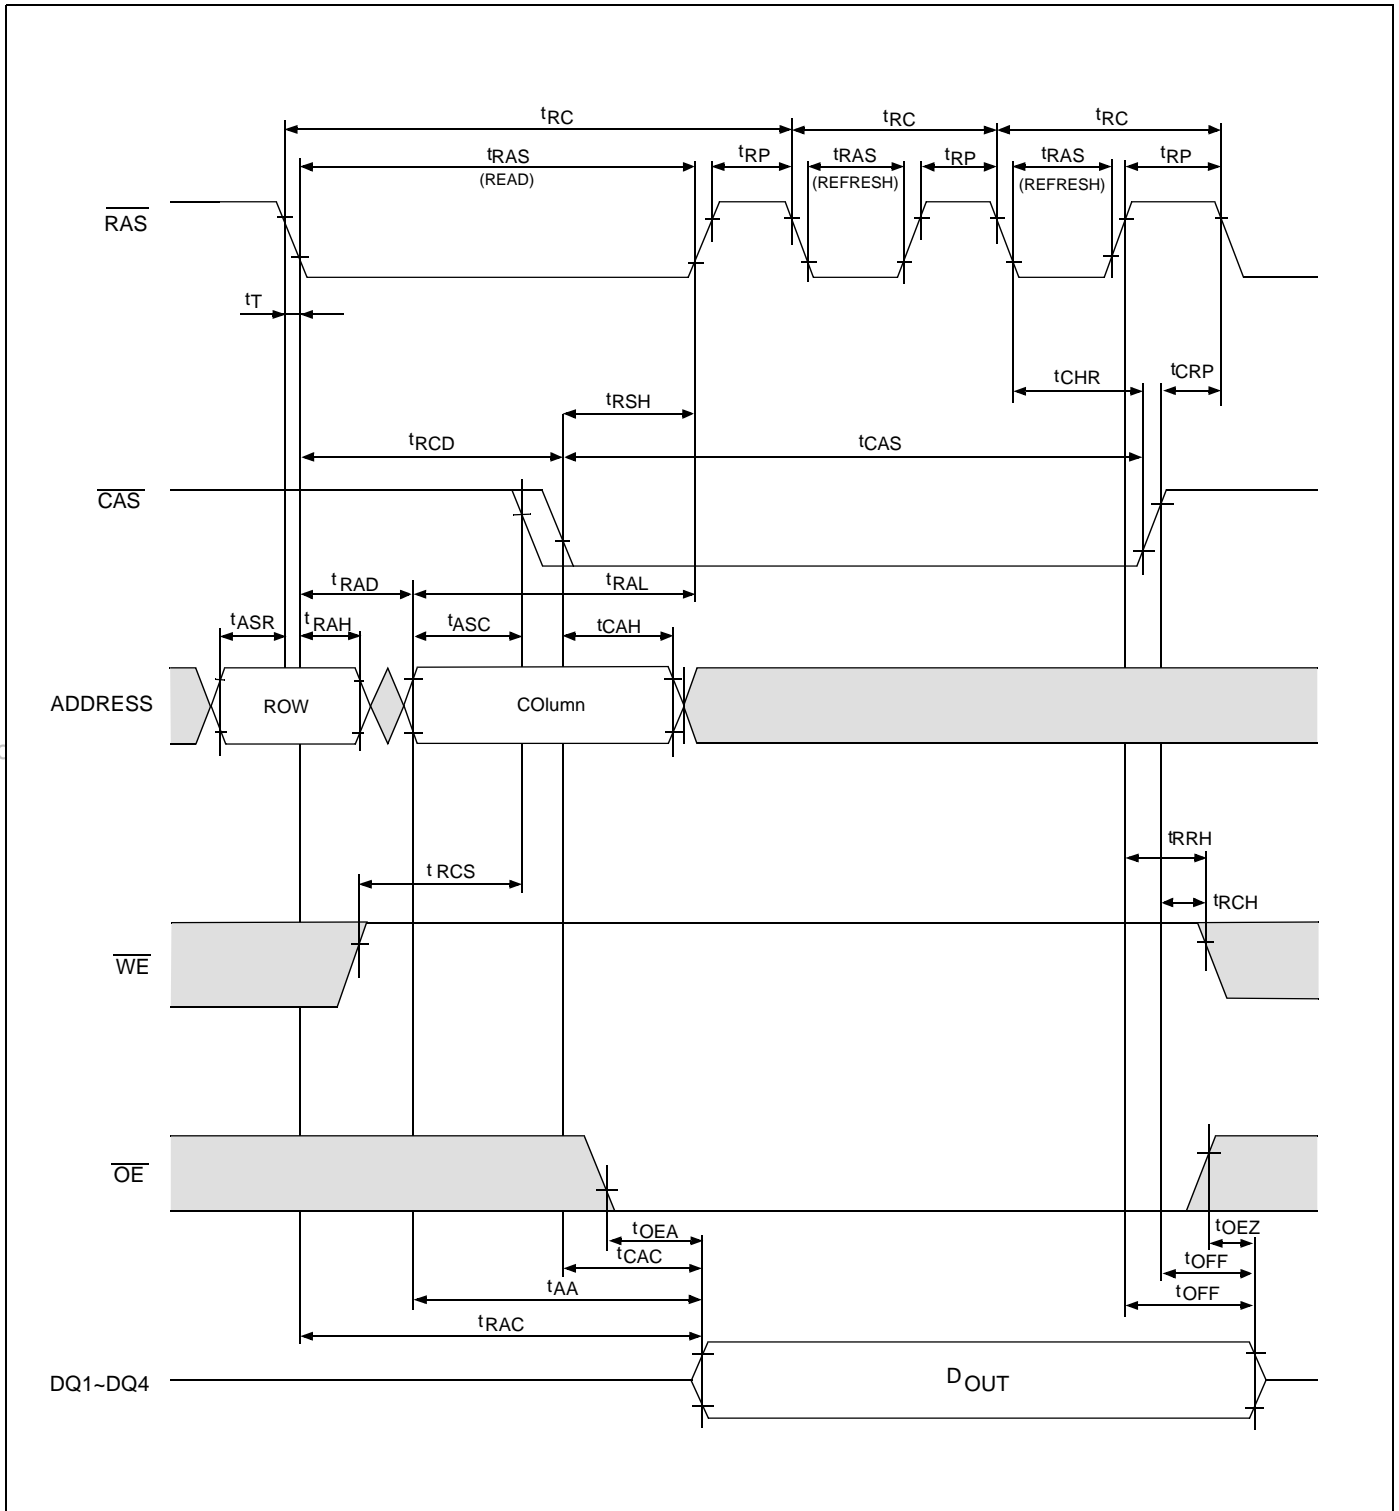 tRC tRC tRC
tRAS tRP tRAS tRP tRAS tRP
(READ) (REFRESH) (REFRESH)
RAS
tT
tCHR tCRP
tRSH
tRCD tCAS
CAS
tRAD tRAL
tASR tRAH tASC tCAH
ADDRESS ROW COlumn
tRRH
tRCS
tRCH
WE
OE
tOEA tOEZ
tCAC tOFF
tAA tOFF
tRAC
DQ1~DQ4 DOUT